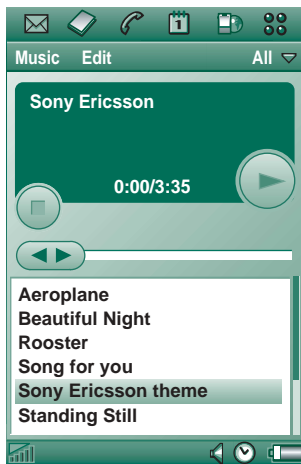 1
Music Edit All
Sony Ericsson
0:00/3:35
Aeroplane
Beautiful Night
Rooster
Song for you
Sony Ericsson theme
Standing Still